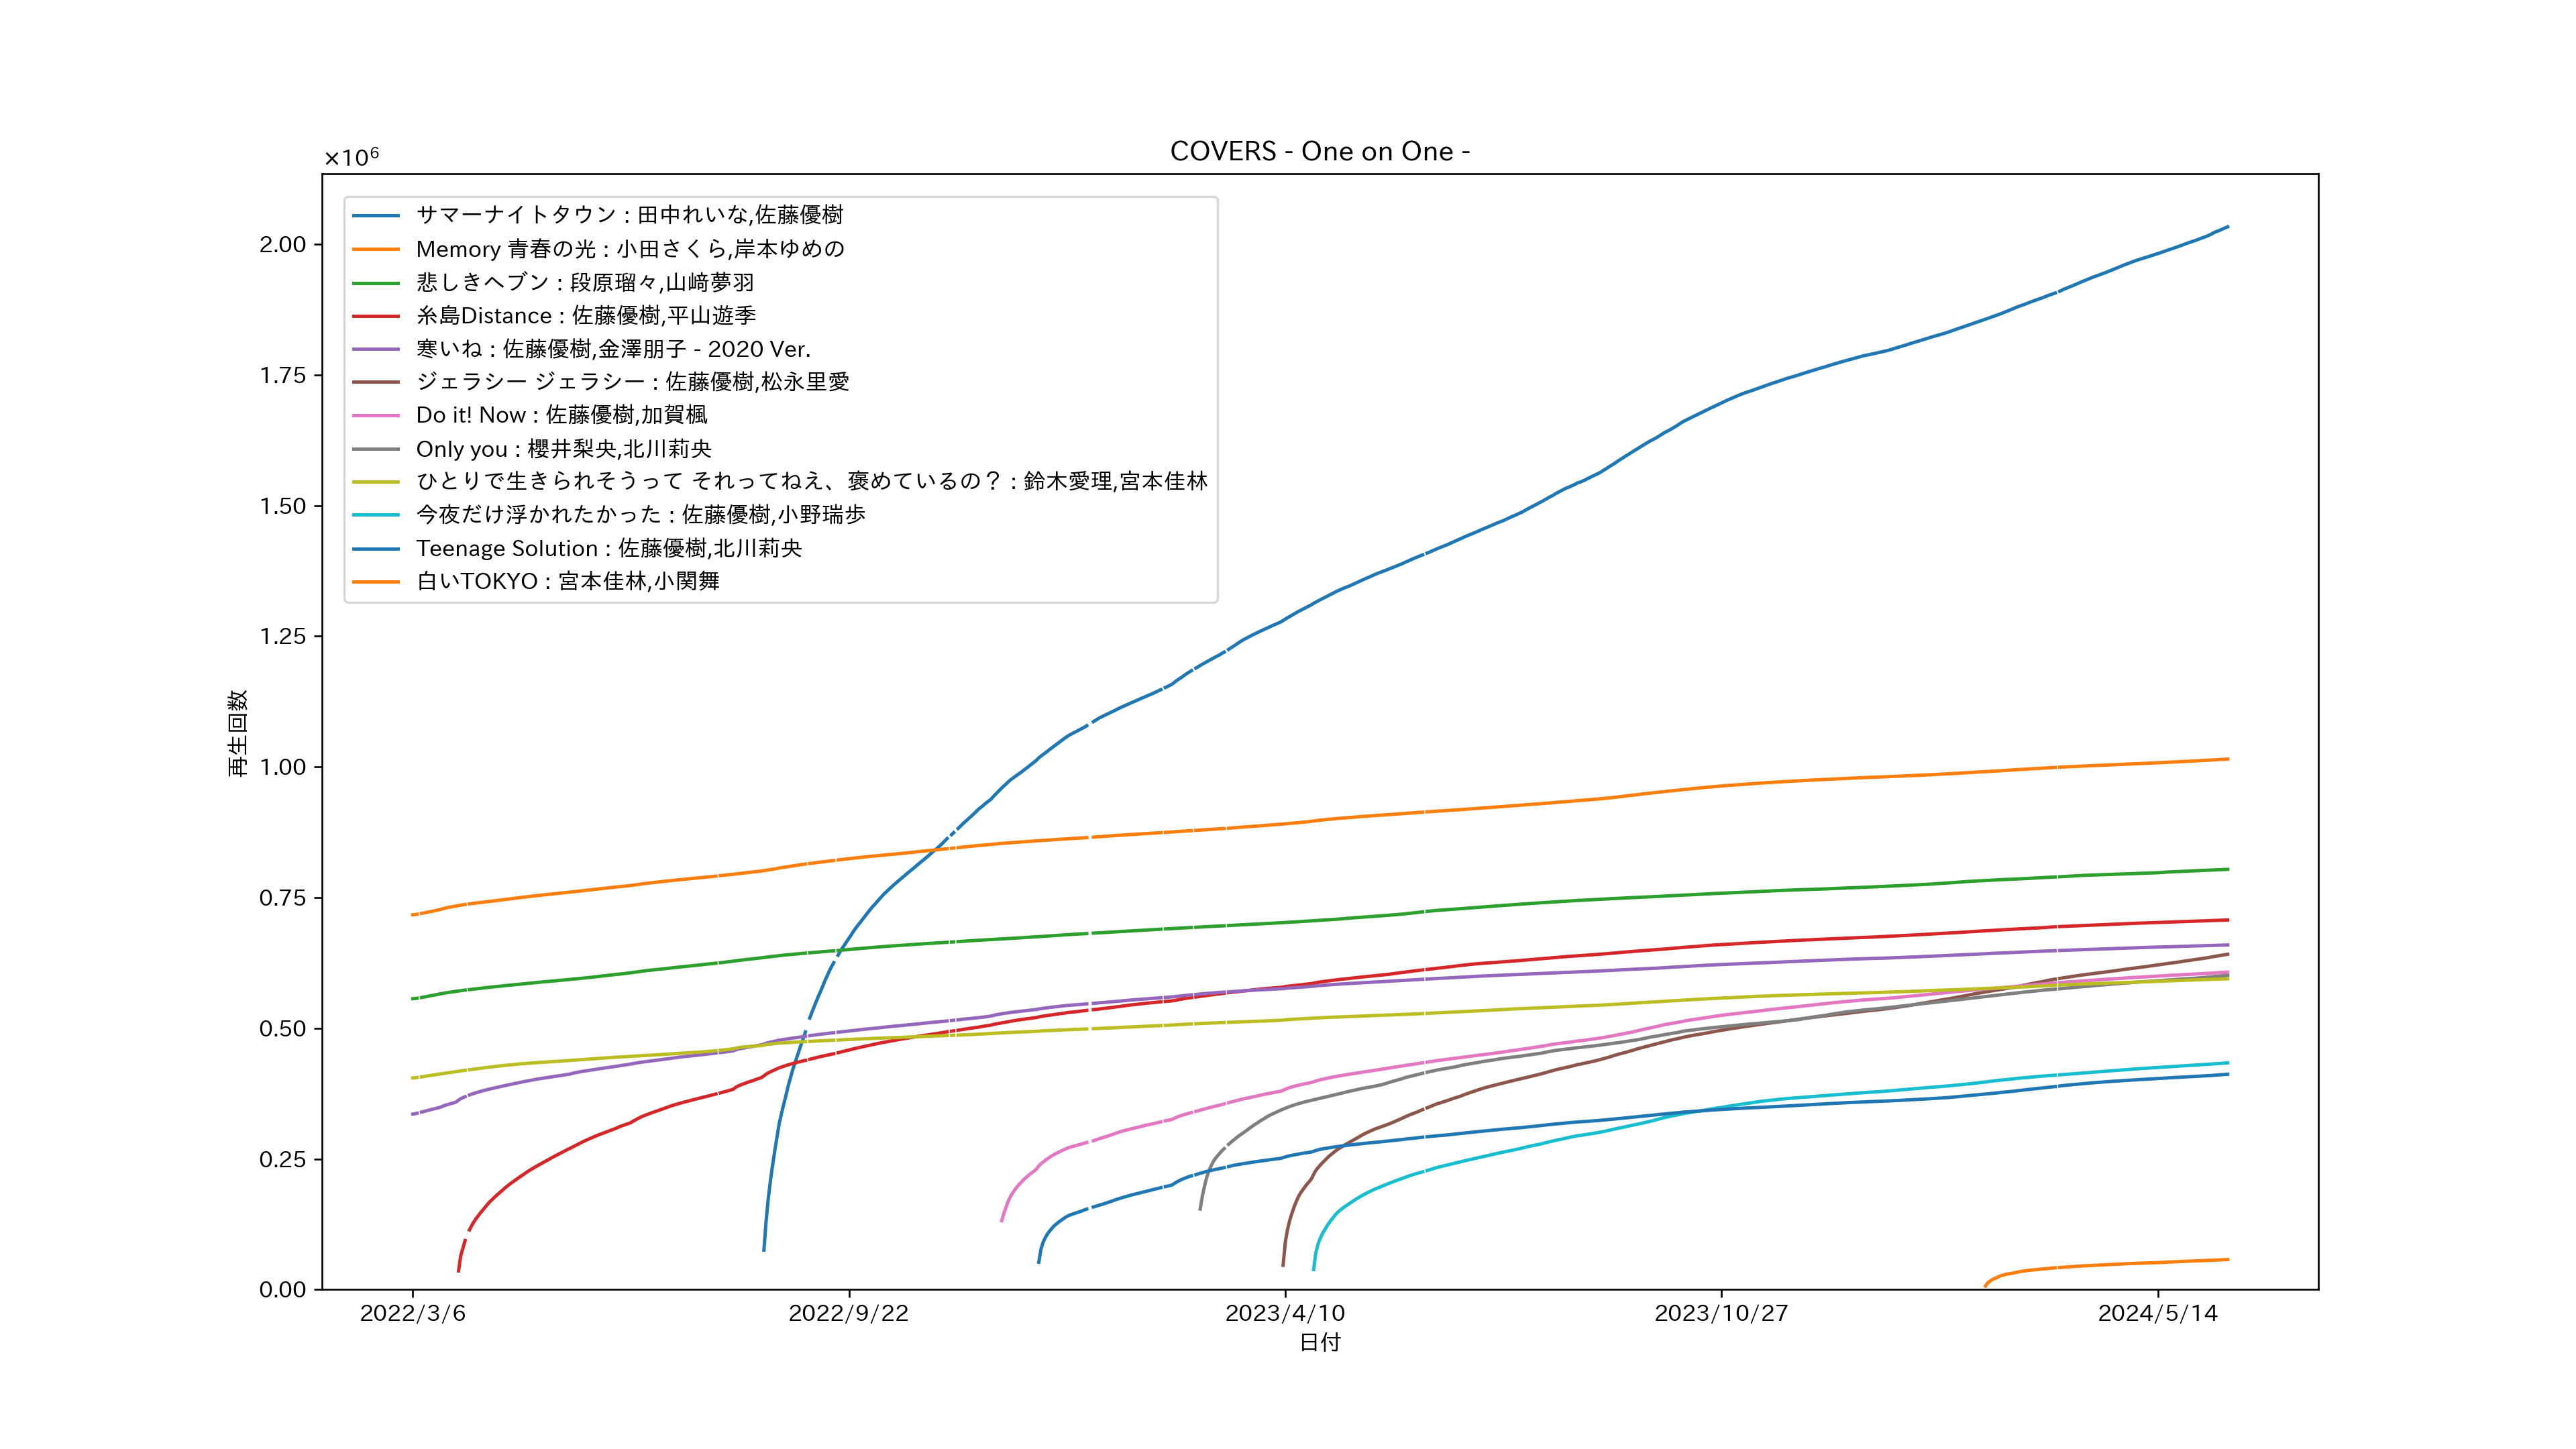 COVERS - One on One -
×10⁶
サマーナイトタウン : 田中れいな,佐藤優樹
Memory 青春の光 : 小田さくら,岸本ゆめの
悲しきヘブン : 段原瑠々,山﨑夢羽
糸島Distance : 佐藤優樹,平山遊季
寒いね : 佐藤優樹,金澤朋子 - 2020 Ver.
ジェラシー ジェラシー : 佐藤優樹,松永里愛
Do it! Now : 佐藤優樹,加賀楓
Only you : 櫻井梨央,北川莉央
ひとりで生きられそうって それってねえ、褒めているの？ : 鈴木愛理,宮本佳林
今夜だけ浮かれたかった : 佐藤優樹,小野瑞歩
Teenage Solution : 佐藤優樹,北川莉央
白いTOKYO : 宮本佳林,小関舞
2.00
1.75
1.50
1.25
1.00
0.75
0.50
0.25
0.00
再生回数
2022/3/6
2022/9/22
2023/4/10
2023/10/27
2024/5/14
日付